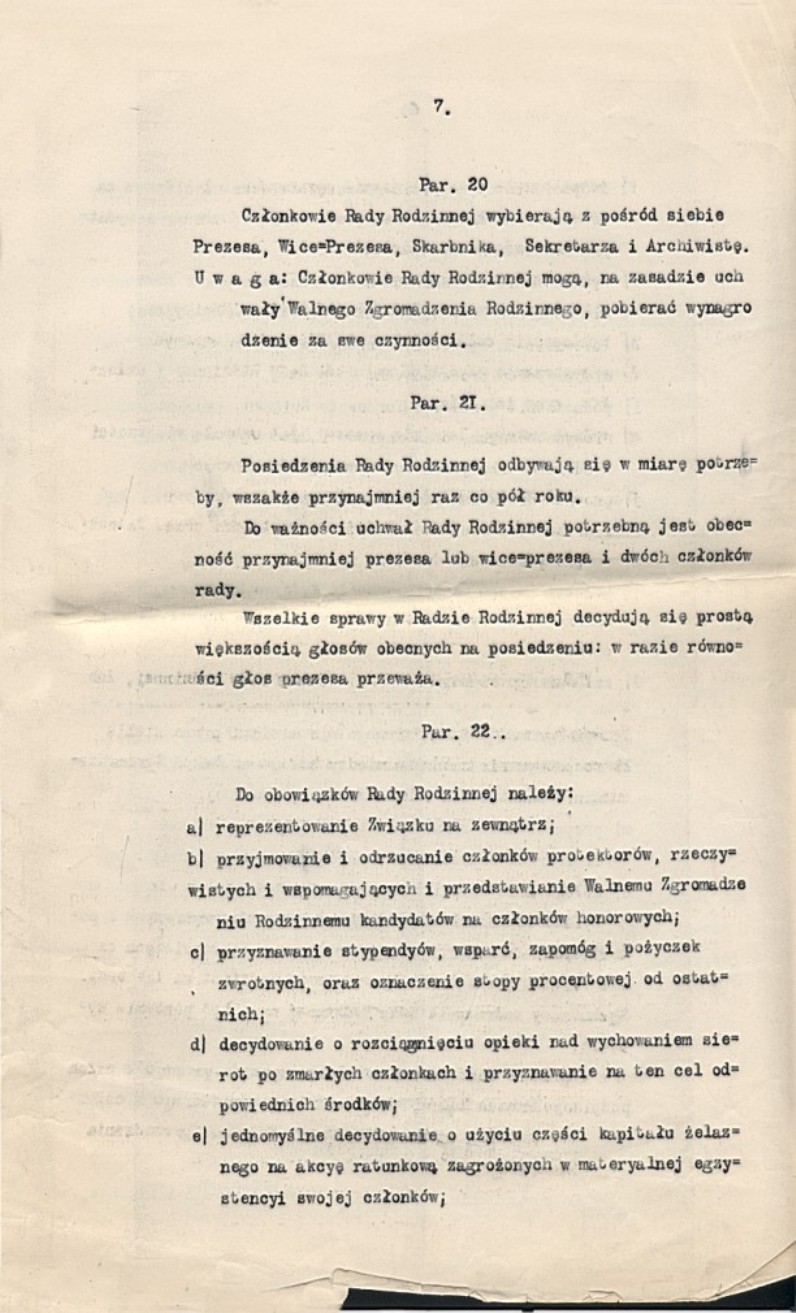 7.
Par. 20
Członkowie Rady Rodzinnej wybierają z pośród siebie
Prezesa, Wice=Prezesa, Skarbnika, Sekretarza i Archiwistę.
U w a g a: Członkowie Rady Rodzinnej mogą, na zasadzie uch
wały Walnego Zgromadzenia Rodzinnego, pobierać wynagro
dzenie za swe czynności.
Par. 21.
Posiedzenia Rady Rodzinnej odbywają się w miarę potrze=
by, wszakże przynajmniej raz co pół roku.
Do ważności uchwał Rady Rodzinnej potrzebną jest obec=
ność przynajmniej prezesa lub wice=prezesa i dwóch członków
rady.
Wszelkie sprawy w Radzie Rodzinnej decydują się prostą
większością głosów obecnych na posiedzeniu: w razie równo=
ści głos prezesa przeważa.
Par. 22..
Do obowiązków Rady Rodzinnej należy:
a| reprezentowanie Związku na zewnątrz;
b| przyjmowanie i odrzucanie członków protektorów, rzeczy=
wistych i wspomagających i przedstawianie Walnemu Zgromadze
niu Rodzinnemu kandydatów na członków honorowych;
c| przyznawanie stypendyów, wsparć, zapomóg i pożyczek
zwrotnych, oraz oznaczenie stopy procentowej od ostat=
nich;
d| decydowanie o rozciągnięciu opieki nad wychowaniem sie=
rot po zmarłych członkach i przyznawanie na ten cel od=
powiednich środków;
e| jednomyślne decydowanie o użyciu części kapitału żelaz=
nego na akcyę ratunkową zagrożonych w materyalnej egzy=
stencyi swojej członków;